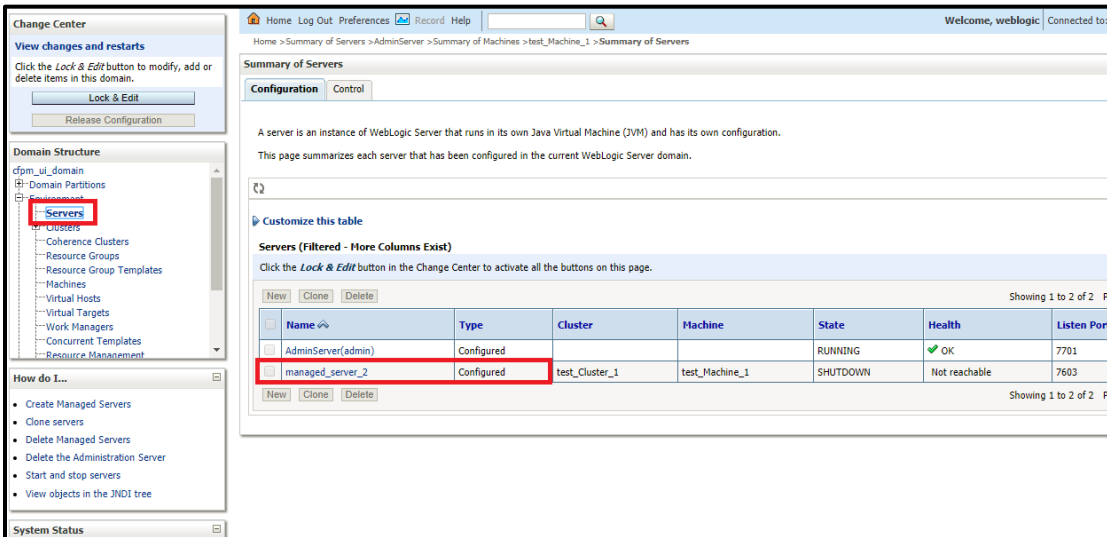 Change Center
View changes and restarts
Click the Lock & Edit button to modify, add or
delete items in this domain.
Lock & Edit
Release Configuration
Domain Structure
cfpm_ui_domain
Domain Partitions
Environment
Servers
Clusters
Coherence Clusters
Resource Groups
Resource Group Templates
Machines
Virtual Hosts
Virtual Targets
Work Managers
Concurrent Templates
Resource Management
How do I...
Create Managed Servers
Clone servers
Delete Managed Servers
Delete the Administration Server
Start and stop servers
View objects in the JNDI tree
System Status
Home Log Out Preferences Record Help
Welcome, weblogic Connected to:
Home >Summary of Servers >AdminServer >Summary of Machines >test_Machine_1 >Summary of Servers
Summary of Servers
Configuration Control
A server is an instance of WebLogic Server that runs in its own Java Virtual Machine (JVM) and has its own configuration.
This page summarizes each server that has been configured in the current WebLogic Server domain.
Customize this table
Servers (Filtered - More Columns Exist)
Click the Lock & Edit button in the Change Center to activate all the buttons on this page.
New Clone Delete Showing 1 to 2 of 2 P
Name Type Cluster Machine State Health Listen Por
AdminServer(admin) Configured RUNNING OK 7701
managed_server_2 Configured test_Cluster_1 test_Machine_1 SHUTDOWN Not reachable 7603
New Clone Delete Showing 1 to 2 of 2 P